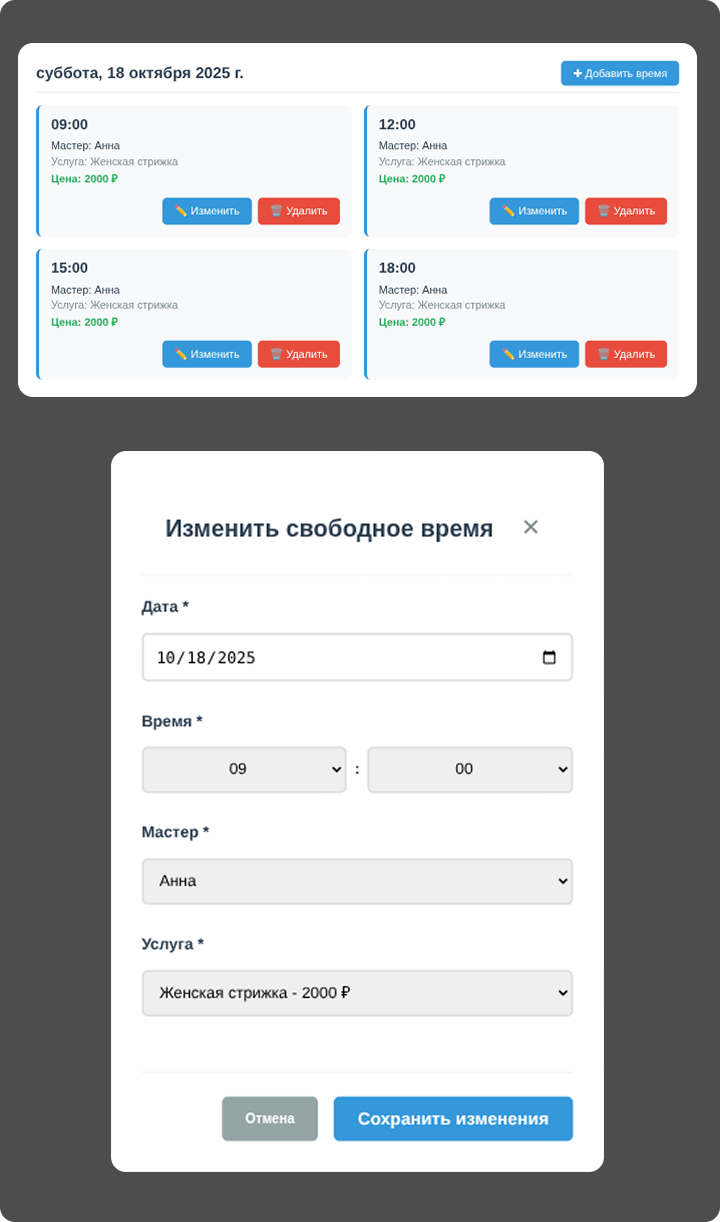 суббота, 18 октября 2025 г.
✚ Добавить время
09:00
Мастер: Анна
Услуга: Женская стрижка
Цена: 2000 ₽
✏️ Изменить
🗑️ Удалить
12:00
Мастер: Анна
Услуга: Женская стрижка
Цена: 2000 ₽
✏️ Изменить
🗑️ Удалить
15:00
Мастер: Анна
Услуга: Женская стрижка
Цена: 2000 ₽
✏️ Изменить
🗑️ Удалить
18:00
Мастер: Анна
Услуга: Женская стрижка
Цена: 2000 ₽
✏️ Изменить
🗑️ Удалить
Изменить свободное время ✕
Дата *
10/18/2025
Время *
09 : 00
Мастер *
Анна
Услуга *
Женская стрижка - 2000 ₽
Отмена
Сохранить изменения